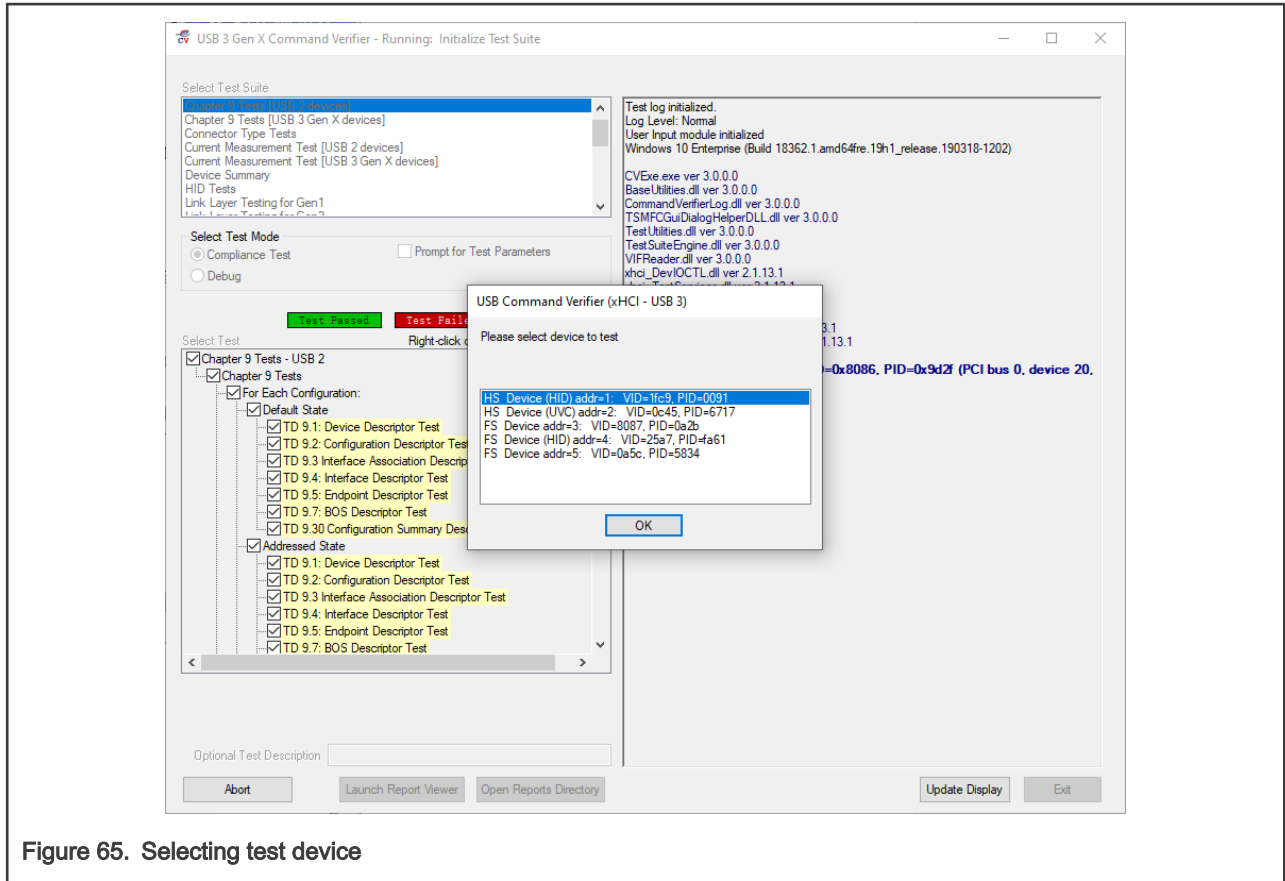 USB 3 Gen X Command Verifier - Running: Initialize Test Suite
Select Test Suite
Chapter 9 Tests [USB 2 devices]
Chapter 9 Tests [USB 3 Gen X devices]
Connector Type Tests
Current Measurement Test [USB 2 devices]
Current Measurement Test [USB 3 Gen X devices]
Device Summary
HID Tests
Link Layer Testing for Gen1
Select Test Mode
Compliance Test
Prompt for Test Parameters
Debug
Test Passed
Test Faile
Select Test
Right-click
Chapter 9 Tests - USB 2
Chapter 9 Tests
For Each Configuration:
Default State
TD 9.1: Device Descriptor Test
TD 9.2: Configuration Descriptor Tes
TD 9.3 Interface Association Descrip
TD 9.4: Interface Descriptor Test
TD 9.5: Endpoint Descriptor Test
TD 9.7: BOS Descriptor Test
TD 9.30 Configuration Summary Desc
Addressed State
TD 9.1: Device Descriptor Test
TD 9.2: Configuration Descriptor Test
TD 9.3 Interface Association Descriptor Test
TD 9.4: Interface Descriptor Test
TD 9.5: Endpoint Descriptor Test
TD 9.7: BOS Descriptor Test
Optional Test Description
Abort
Launch Report Viewer
Open Reports Directory
Test log initialized.
Log Level: Normal
User Input module initialized
Windows 10 Enterprise (Build 18362.1.amd64fre.19h1_release.190318-1202)
CVExe.exe ver 3.0.0.0
BaseUtilities.dll ver 3.0.0.0
CommandVerifierLog.dll ver 3.0.0.0
TSMFCGuiDialogHelperDLL.dll ver 3.0.0.0
TestUtilities.dll ver 3.0.0.0
TestSuiteEngine.dll ver 3.0.0.0
VIFReader.dll ver 3.0.0.0
xhci_DevIOCTL.dll ver 2.1.13.1
3.1
1.13.1
=0x8086, PID=0x9d2f (PCI bus 0, device 20,
USB Command Verifier (xHCI - USB 3)
Please select device to test
HS Device (HID) addr=1: VID=1fc9, PID=0091
HS Device (UVC) addr=2: VID=0c45, PID=6717
FS Device addr=3: VID=8087, PID=0a2b
FS Device (HID) addr=4: VID=25a7, PID=fa61
FS Device addr=5: VID=0a5c, PID=5834
OK
Update Display
Exit
Figure 65. Selecting test device